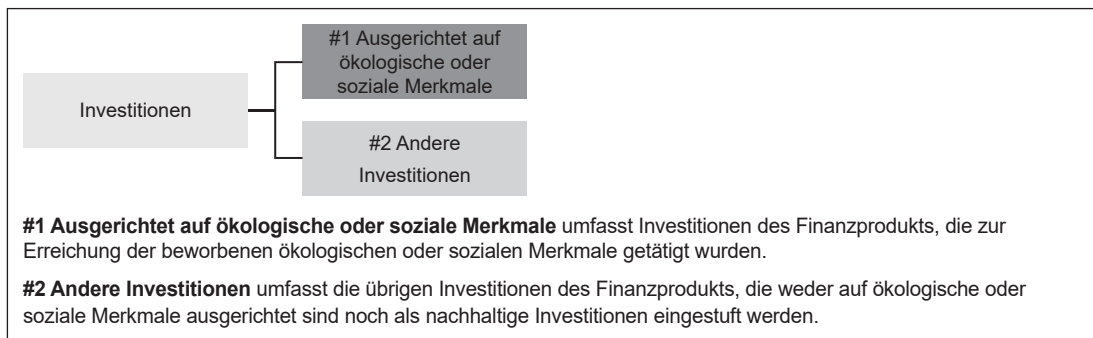 #1 Ausgerichtet auf
ökologische oder
soziale Merkmale
Investitionen
#2 Andere
Investitionen
#1 Ausgerichtet auf ökologische oder soziale Merkmale umfasst Investitionen des Finanzprodukts, die zur
Erreichung der beworbenen ökologischen oder sozialen Merkmale getätigt wurden.
#2 Andere Investitionen umfasst die übrigen Investitionen des Finanzprodukts, die weder auf ökologische oder
soziale Merkmale ausgerichtet sind noch als nachhaltige Investitionen eingestuft werden.